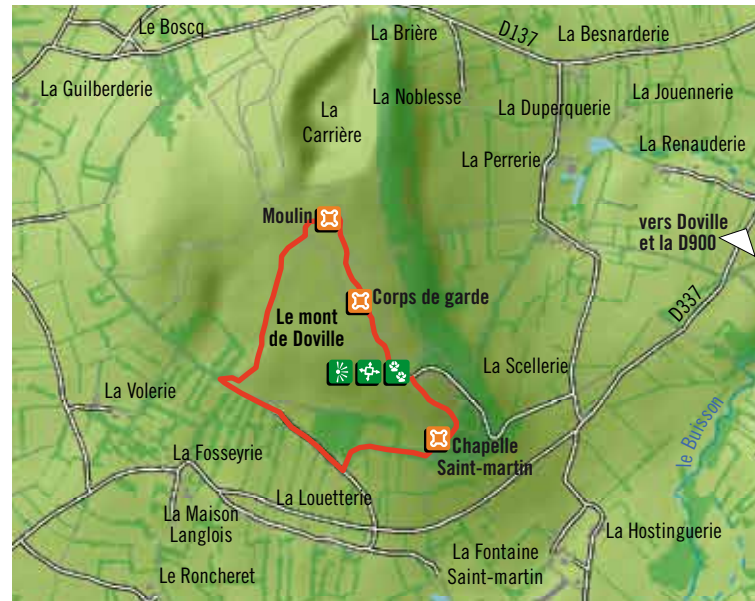 Le Boscq
La Brière
D137
La Besnarderie
La Guilberderie
La
Carrière
La Noblesse
La Duperquerie
La Jouennerie
La Renauderie
La Perrerie
Moulin
vers Doville
et la D900
Corps de garde
D337
Le mont
de Doville
La Scellerie
La Volerie
le Buisson
Chapelle
Saint-martin
La Fosseyrie
La Louetterie
La Maison
Langlois
La Hostinguerie
La Fontaine
Saint-martin
Le Roncheret